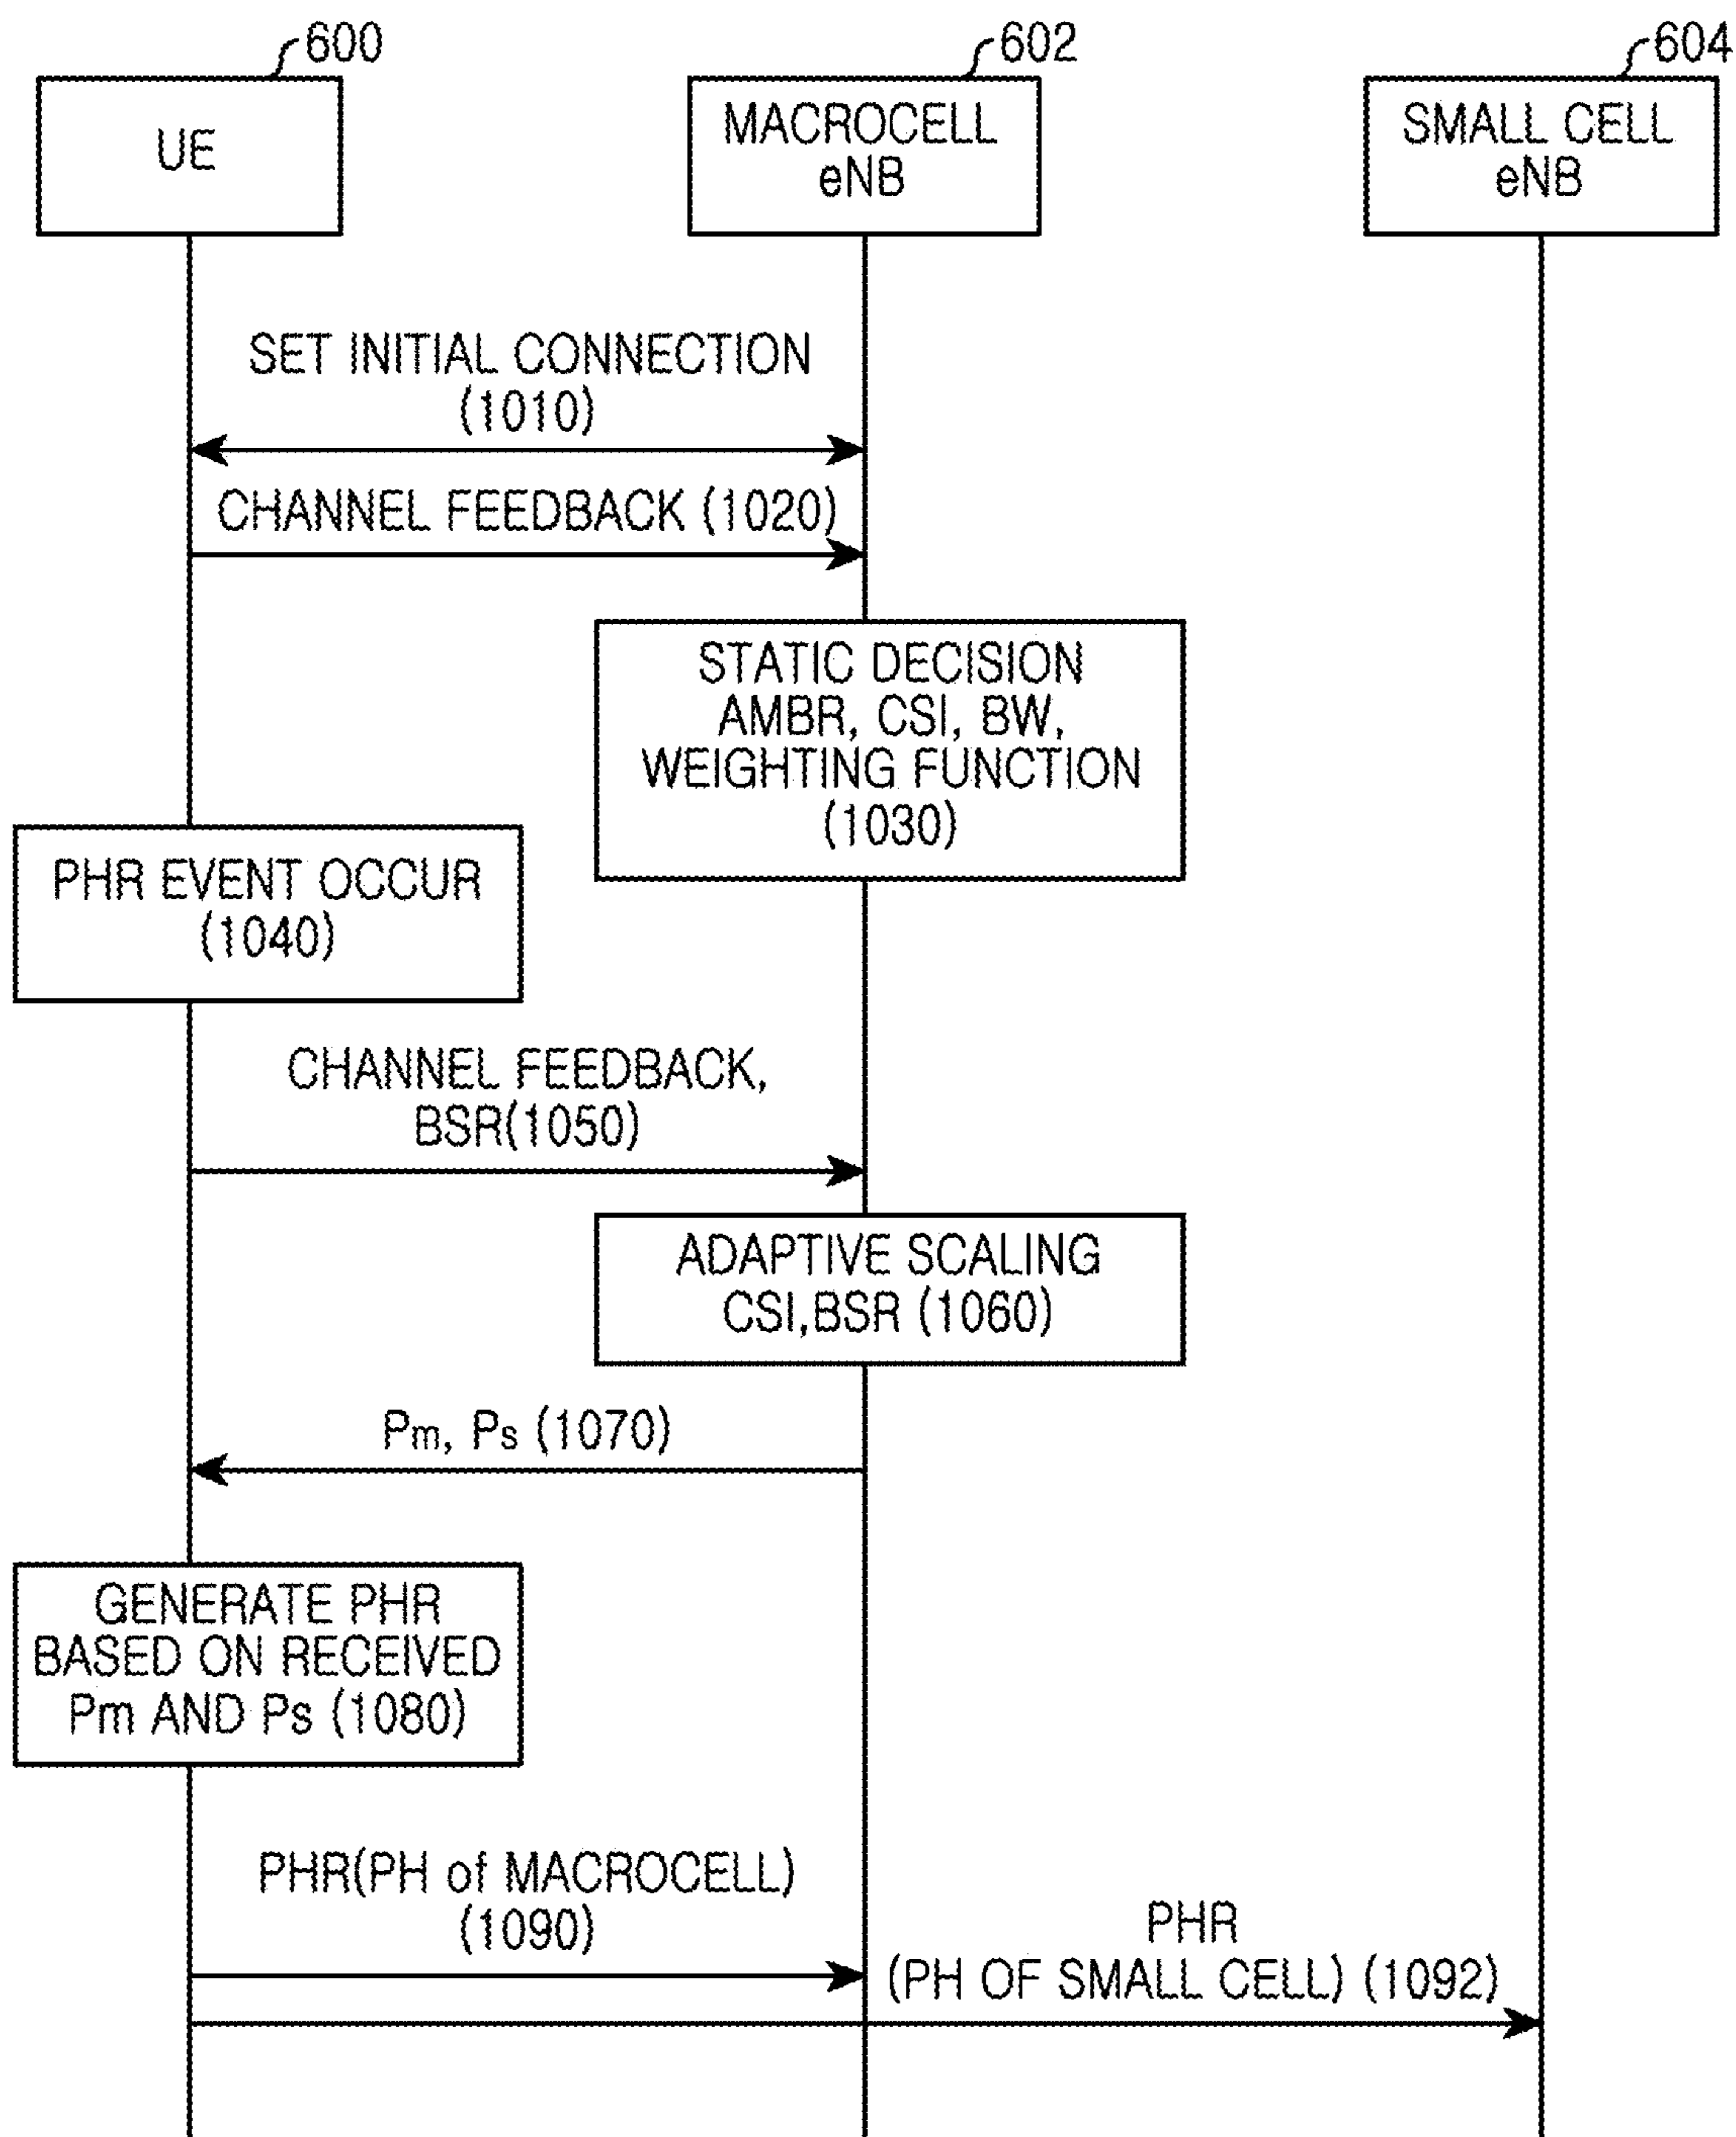 600
602
604
UE
MACROCELL
eNB
SMALL CELL
eNB
SET INITIAL CONNECTION
(1010)
CHANNEL FEEDBACK (1020)
STATIC DECISION
AMBR, CSI, BW,
WEIGHTING FUNCTION
(1030)
PHR EVENT OCCUR
(1040)
CHANNEL FEEDBACK,
BSR(1050)
ADAPTIVE SCALING
CSI,BSR (1060)
Pm, Ps (1070)
GENERATE PHR
BASED ON RECEIVED
Pm AND Ps (1080)
PHR(PH of MACROCELL)
(1090)
PHR
(PH OF SMALL CELL) (1092)